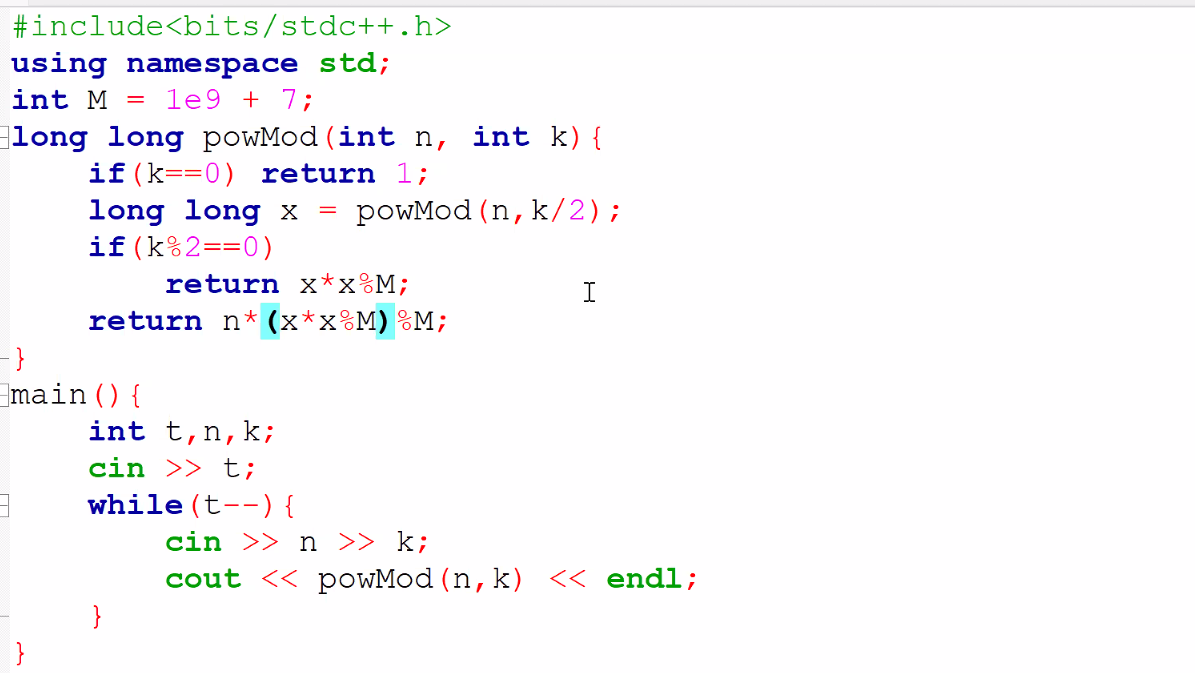 #include<bits/stdc++.h>
using namespace std;
int M = 1e9 + 7;
long long powMod(int n, int k){
    if(k==0) return 1;
    long long x = powMod(n,k/2);
    if(k%2==0)
        return x*x%M;
    return n*(x*x%M)%M;
}
main(){
    int t,n,k;
    cin >> t;
    while(t--){
        cin >> n >> k;
        cout << powMod(n,k) << endl;
    }
}